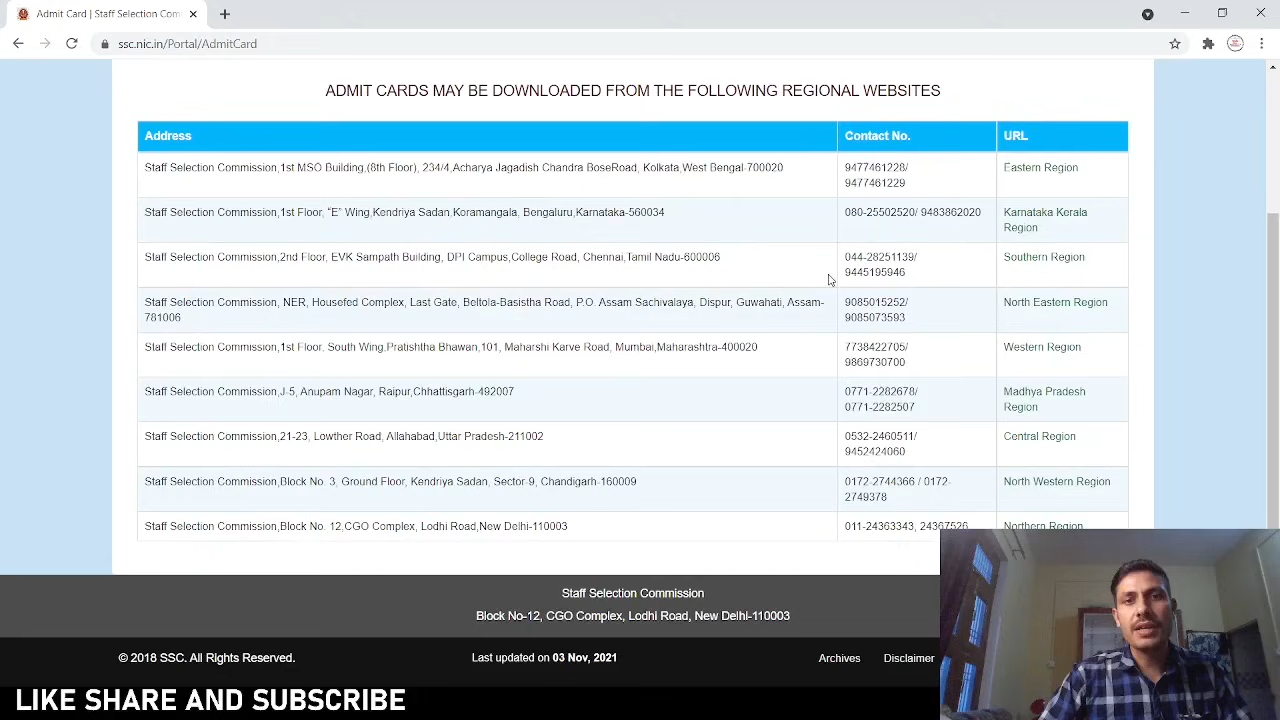 Admit Card | Staff Selection Com
ssc.nic.in/Portal/AdmitCard
ADMIT CARDS MAY BE DOWNLOADED FROM THE FOLLOWING REGIONAL WEBSITES
Address Contact No. URL
Staff Selection Commission,1st MSO Building,(8th Floor), 234/4,Acharya Jagadish Chandra BoseRoad, Kolkata,West Bengal-700020 9477461228/ Eastern Region
9477461229
Staff Selection Commission,1st Floor, “E” Wing,Kendriya Sadan,Koramangala, Bengaluru,Karnataka-560034 080-25502520/ 9483862020 Karnataka Kerala
Region
Staff Selection Commission,2nd Floor, EVK Sampath Building, DPI Campus,College Road, Chennai,Tamil Nadu-600006 044-28251139/ Southern Region
9445195946
Staff Selection Commission, NER, Housefed Complex, Last Gate, Beltola-Basistha Road, P.O. Assam Sachivalaya, Dispur, Guwahati, Assam- 9085015252/ North Eastern Region
781006 9085073593
Staff Selection Commission,1st Floor, South Wing,Pratishtha Bhawan,101, Maharshi Karve Road, Mumbai,Maharashtra-400020 7738422705/ Western Region
9869730700
Staff Selection Commission,J-5, Anupam Nagar, Raipur,Chhattisgarh-492007 0771-2282678/ Madhya Pradesh
0771-2282507 Region
Staff Selection Commission,21-23, Lowther Road, Allahabad,Uttar Pradesh-211002 0532-2460511/ Central Region
9452424060
Staff Selection Commission,Block No. 3, Ground Floor, Kendriya Sadan, Sector-9, Chandigarh-160009 0172-2744366 / 0172- North Western Region
2749378
Staff Selection Commission,Block No. 12,CGO Complex, Lodhi Road,New Delhi-110003 011-24363343, 24367526 Northern Region
Staff Selection Commission
Block No-12, CGO Complex, Lodhi Road, New Delhi-110003
© 2018 SSC. All Rights Reserved. Last updated on 03 Nov, 2021 Archives Disclaimer
LIKE SHARE AND SUBSCRIBE